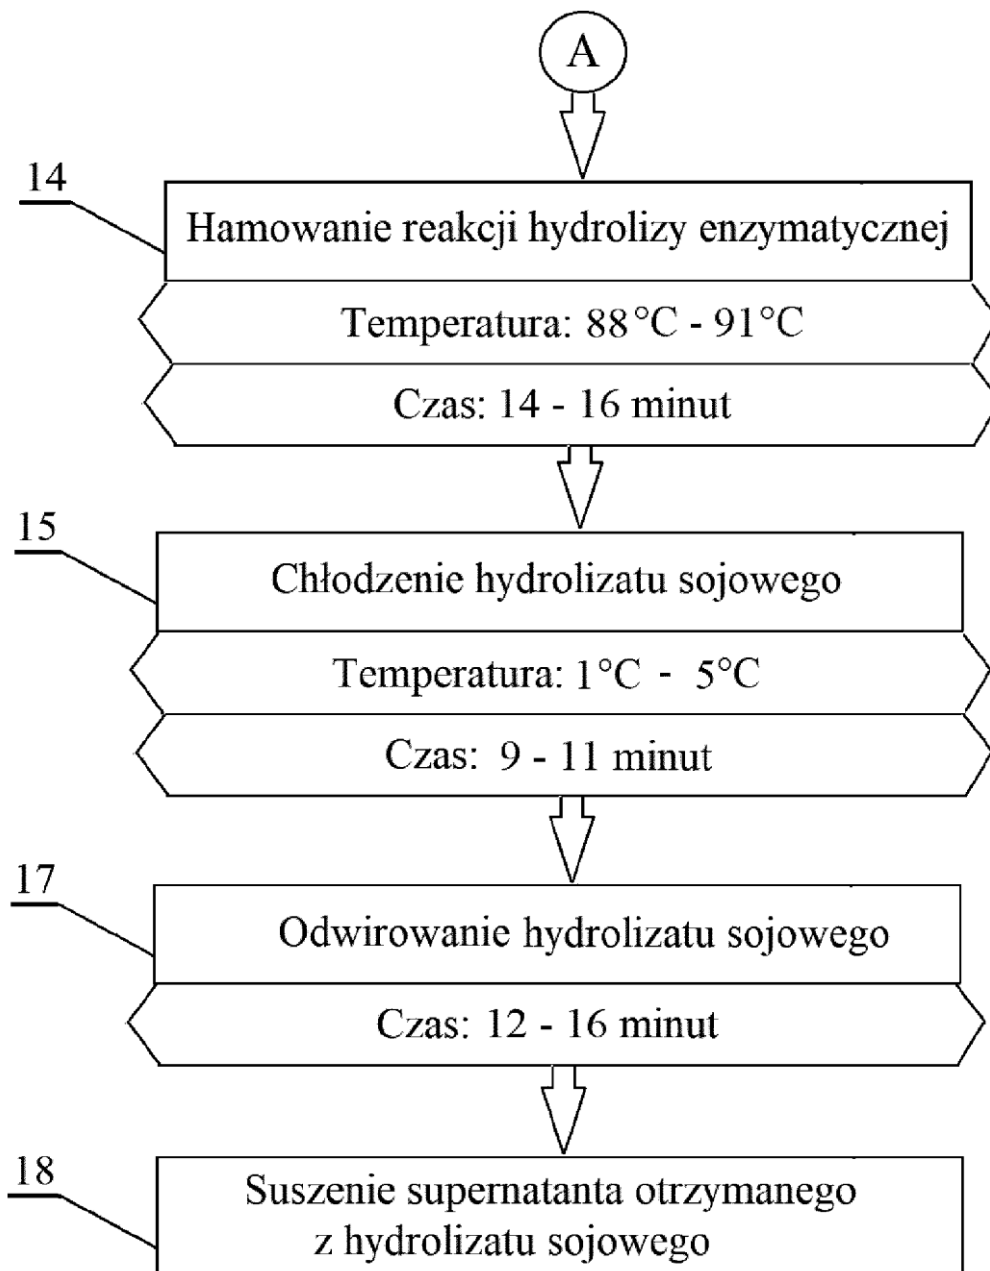 A
14
Hamowanie reakcji hydrolizy enzymatycznej
Temperatura: 88°C - 91°C
Czas: 14 - 16 minut
15
Chłodzenie hydrolizatu sojowego
Temperatura: 1°C - 5°C
Czas: 9 - 11 minut
17
Odwirowanie hydrolizatu sojowego
Czas: 12 - 16 minut
18
Suszenie supernatanta otrzymanego
z hydrolizatu sojowego